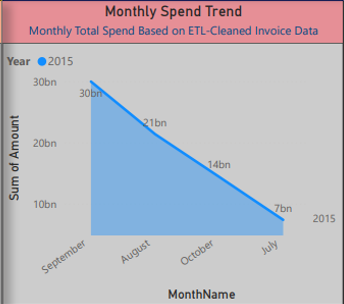 Monthly Spend Trend
Monthly Total Spend Based on ETL-Cleaned Invoice Data
Year 2015
30bn
30bn
21bn
20bn
14bn
10bn
7bn
2015
Sum of Amount
September
August
October
July
MonthName